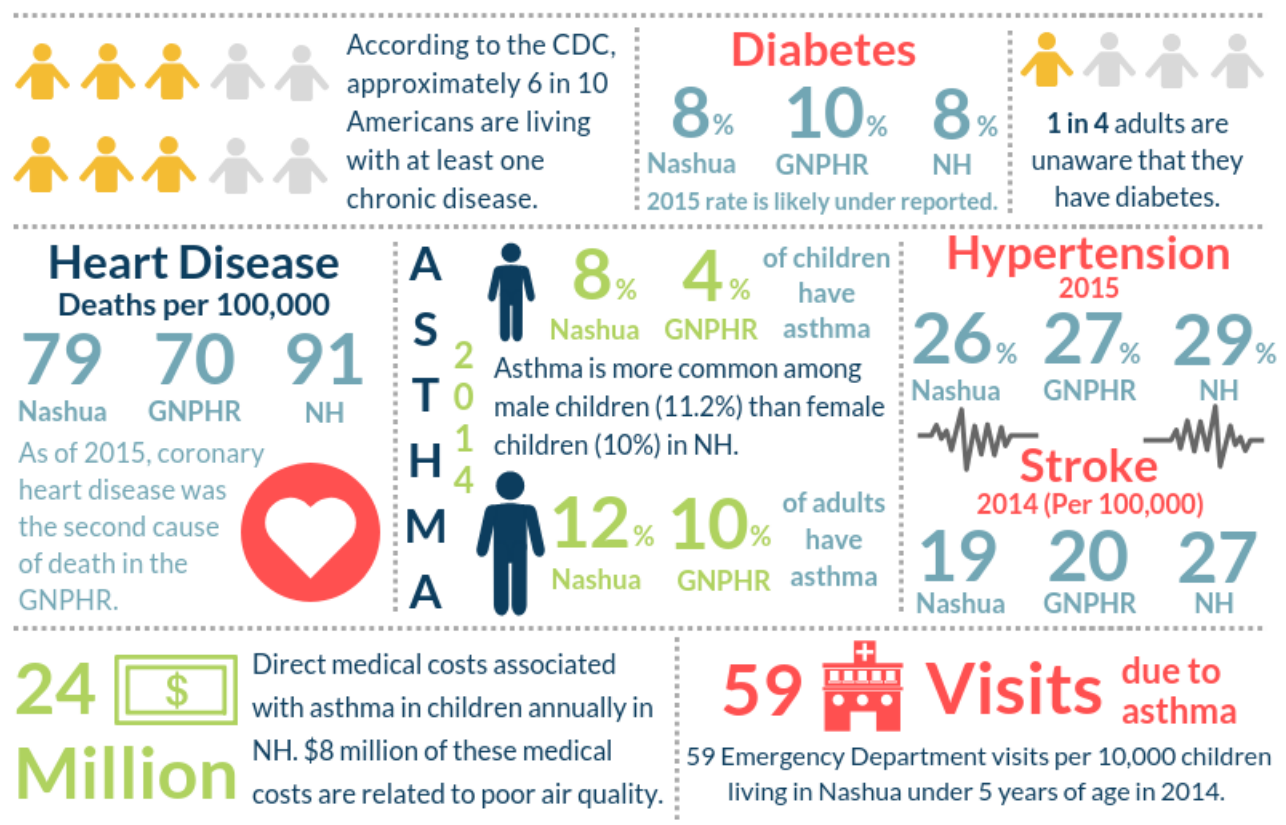 According to the CDC,
approximately 6 in 10
Americans are living
with at least one
chronic disease.
Diabetes
8% 10% 8%
Nashua GNPHR NH
2015 rate is likely under reported.
1 in 4 adults are
unaware that they
have diabetes.
Heart Disease
Deaths per 100,000
79 70 91
Nashua GNPHR NH
As of 2015, coronary
heart disease was
the second cause
of death in the
GNPHR.
A
S
T
H
M
A
2
0
1
4
8% 4%
Nashua GNPHR
of children
have
asthma
Asthma is more common among
male children (11.2%) than female
children (10%) in NH.
12% 10%
Nashua GNPHR
of adults
have
asthma
Hypertension
2015
26% 27% 29%
Nashua GNPHR NH
Stroke
2014 (Per 100,000)
19 20 27
Nashua GNPHR NH
24
$
Million
Direct medical costs associated
with asthma in children annually in
NH. $8 million of these medical
costs are related to poor air quality.
59 Visits
due to
asthma
59 Emergency Department visits per 10,000 children
living in Nashua under 5 years of age in 2014.